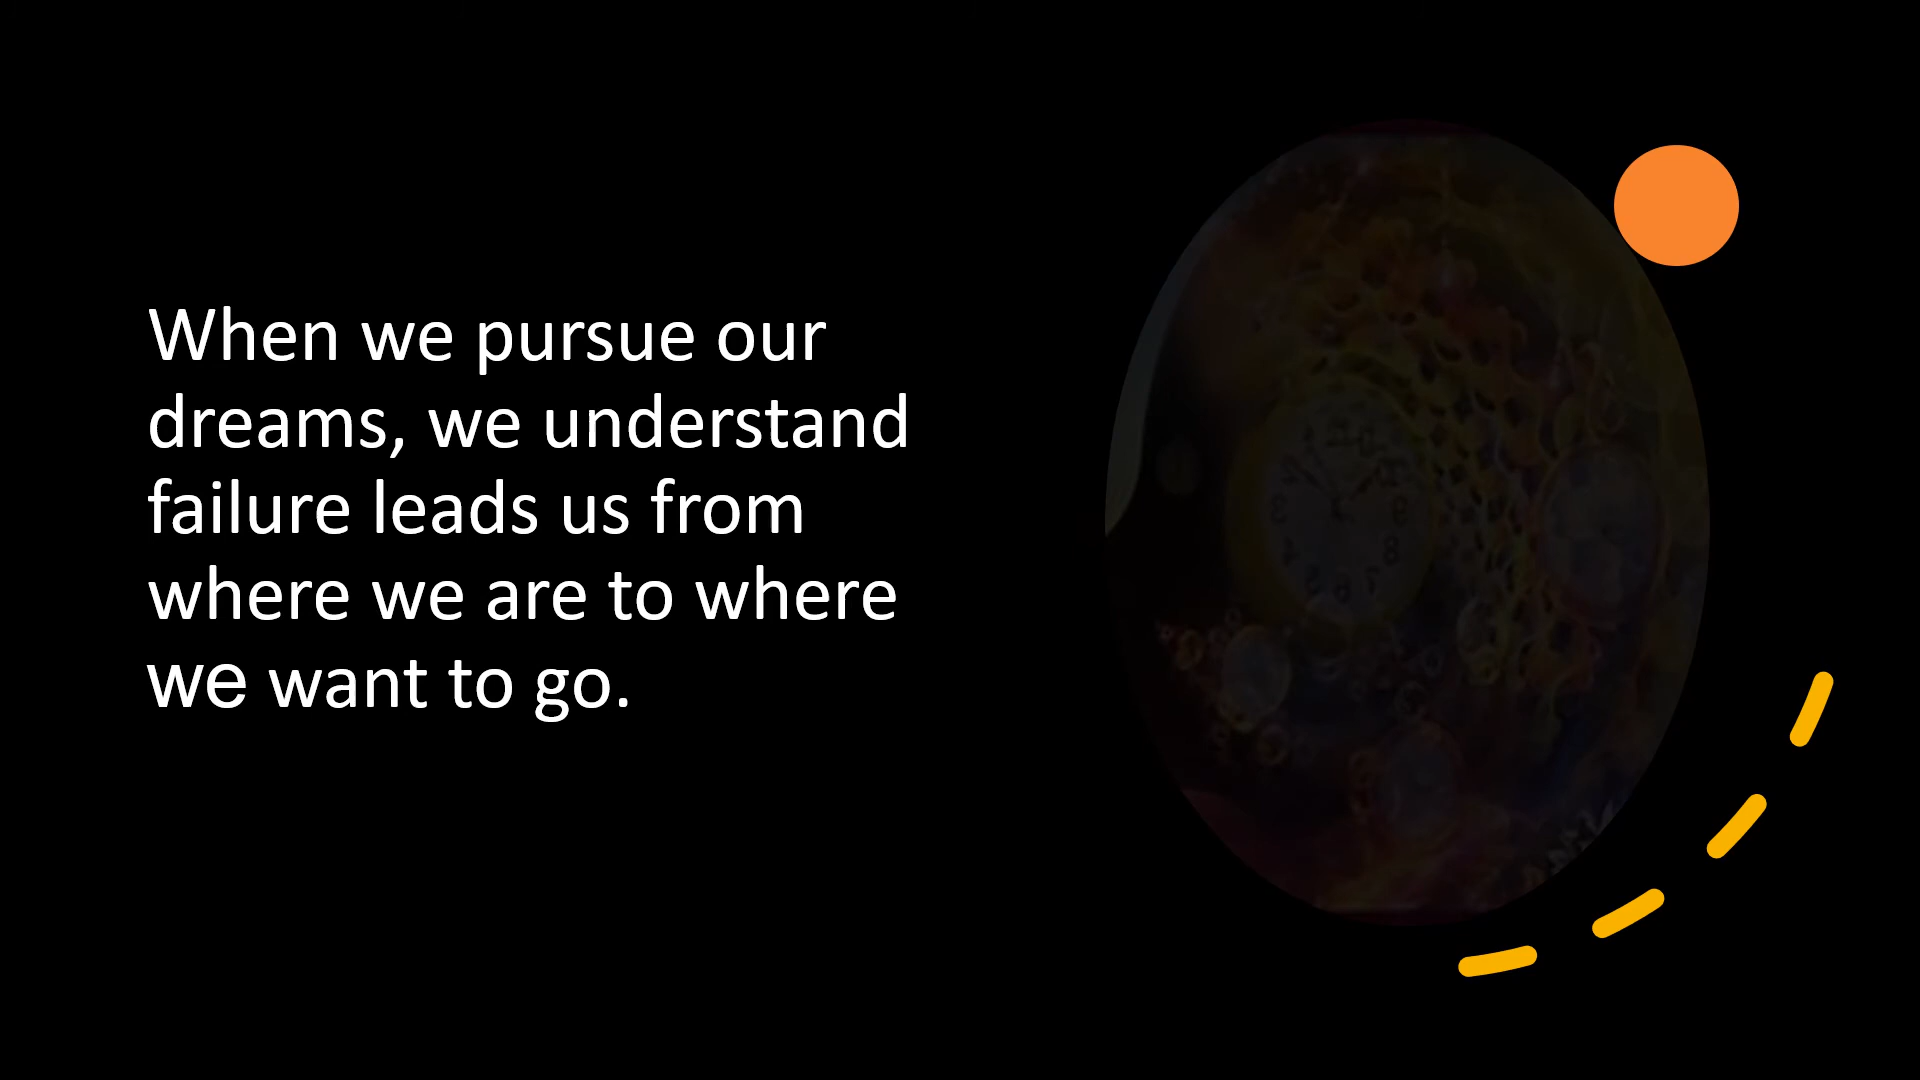 When we pursue our
dreams, we understand
failure leads us from
where we are to where
we want to go.